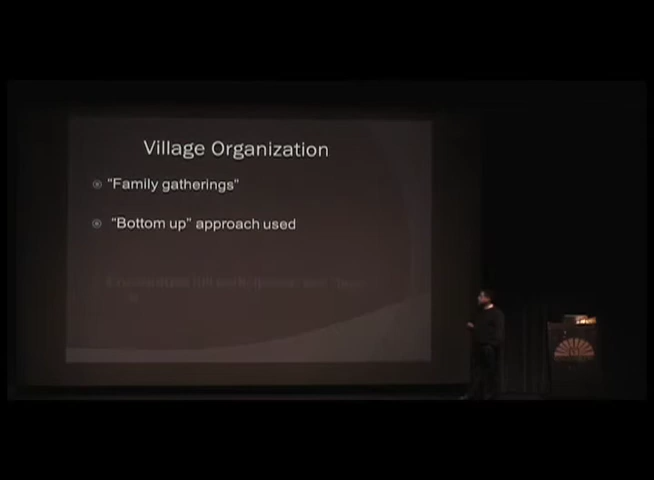 Village Organization
"Family gatherings"
"Bottom up" approach used